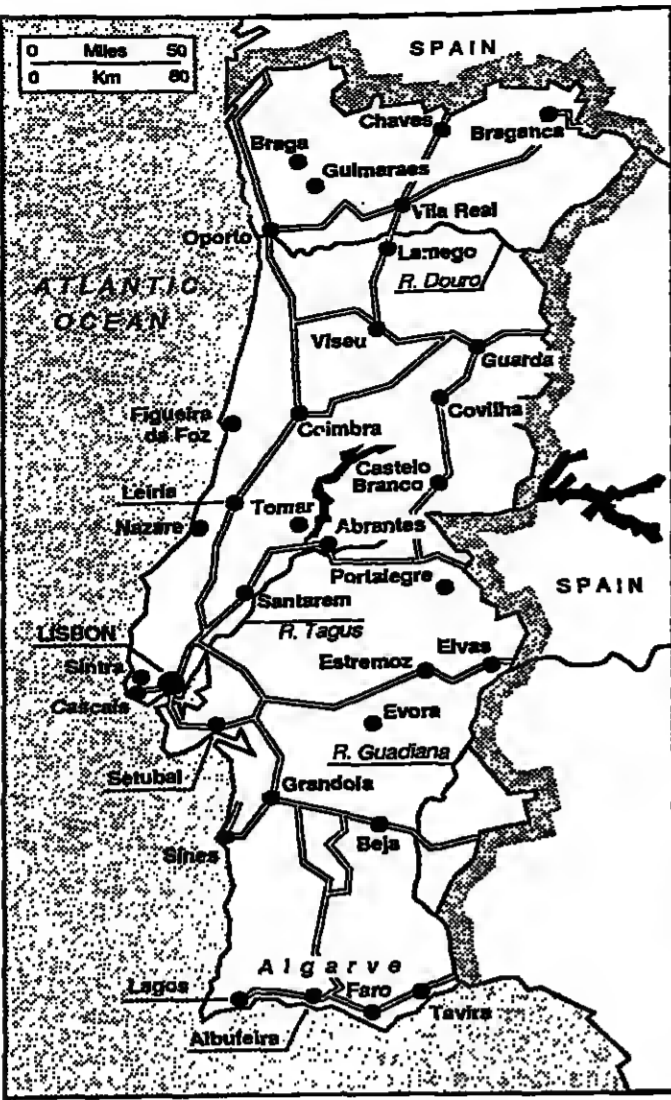 0 Miles 50
0 Km 80
SPAIN
Chaves
Braganca
Braga
Guimaraes
Vila Real
Oporto
Lamego
R. Douro
ATLANTIC
OCEAN
Viseu
Guarda
Figueira
da Foz
Coimbra
Covilha
Castelo
Branco
Leiria
Tomar
Nazare
Abrantes
Portalegre
SPAIN
Santarem
LISBON
R. Tagus
Sintra
Estremoz
Elvas
Cascais
Evora
R. Guadiana
Setubal
Grandola
Sines
Beja
Algarve
Lagos
Faro
Tavira
Albufeira